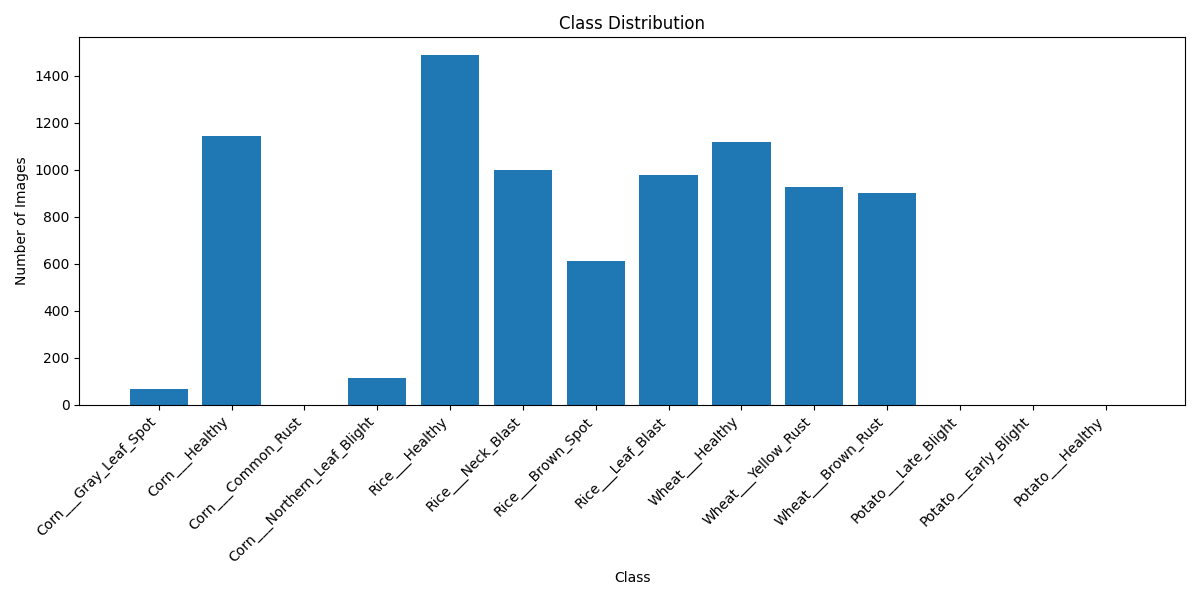 Class Distribution
Number of Images
1400
1200
1000
800
600
400
200
0
Corn___Gray_Leaf_Spot
Corn___Healthy
Corn___Common_Rust
Corn___Northern_Leaf_Blight
Rice___Healthy
Rice___Neck_Blast
Rice___Brown_Spot
Rice___Leaf_Blast
Wheat___Healthy
Wheat___Yellow_Rust
Wheat___Brown_Rust
Potato___Late_Blight
Potato___Early_Blight
Potato___Healthy
Class